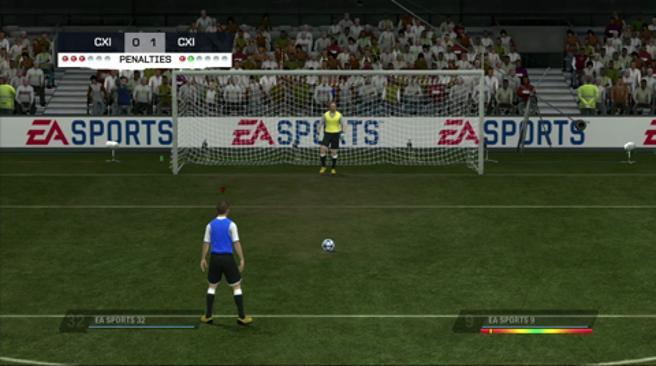 CXI 0 1 CXI
PENALTIES
EA SPORTS EA SPORTS EA SPORTS
32 EA SPORTS 32
9 EA SPORTS 9